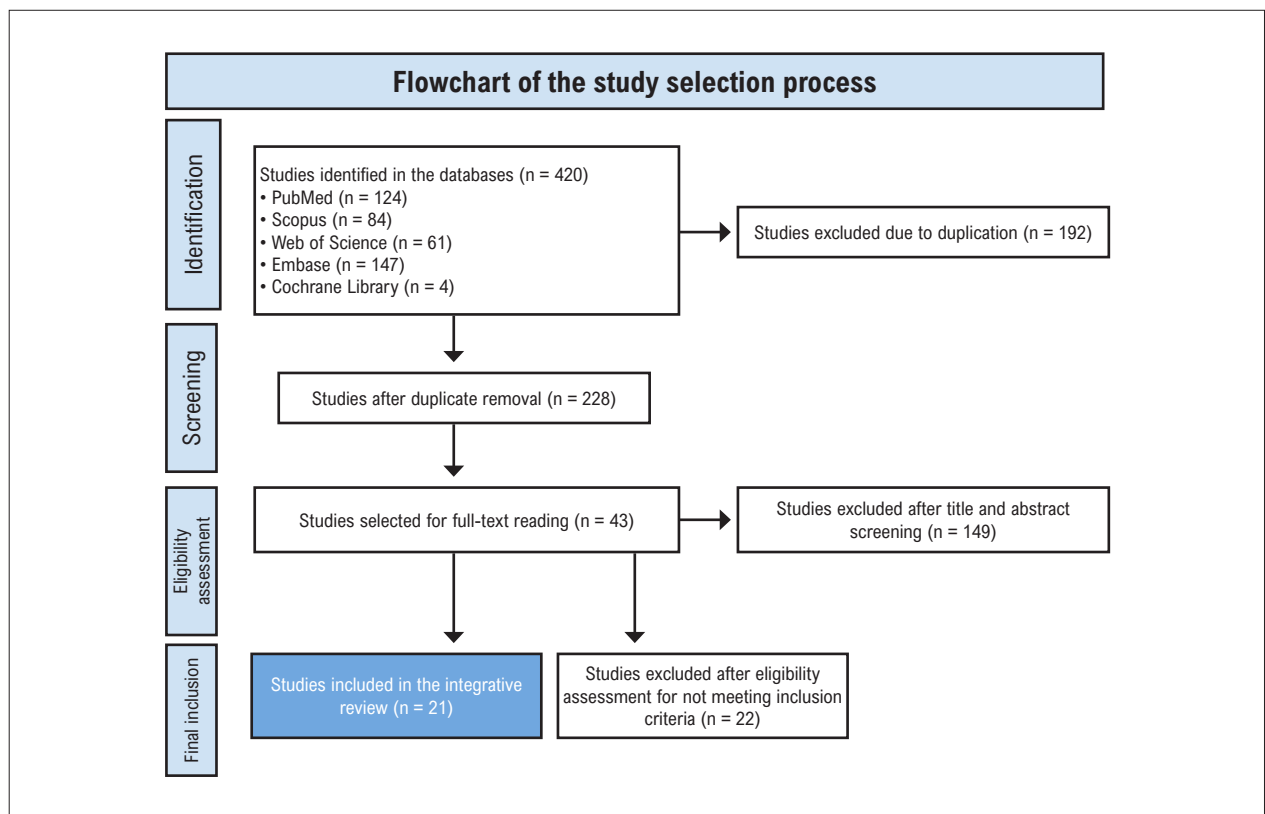 Flowchart of the study selection process
Identification
Studies identified in the databases (n = 420)
• PubMed (n = 124)
• Scopus (n = 84)
• Web of Science (n = 61)
• Embase (n = 147)
• Cochrane Library (n = 4)
Studies excluded due to duplication (n = 192)
Screening
Studies after duplicate removal (n = 228)
Eligibility
assessment
Studies selected for full-text reading (n = 43)
Studies excluded after title and abstract
screening (n = 149)
Final inclusion
Studies included in the integrative
review (n = 21)
Studies excluded after eligibility
assessment for not meeting inclusion
criteria (n = 22)